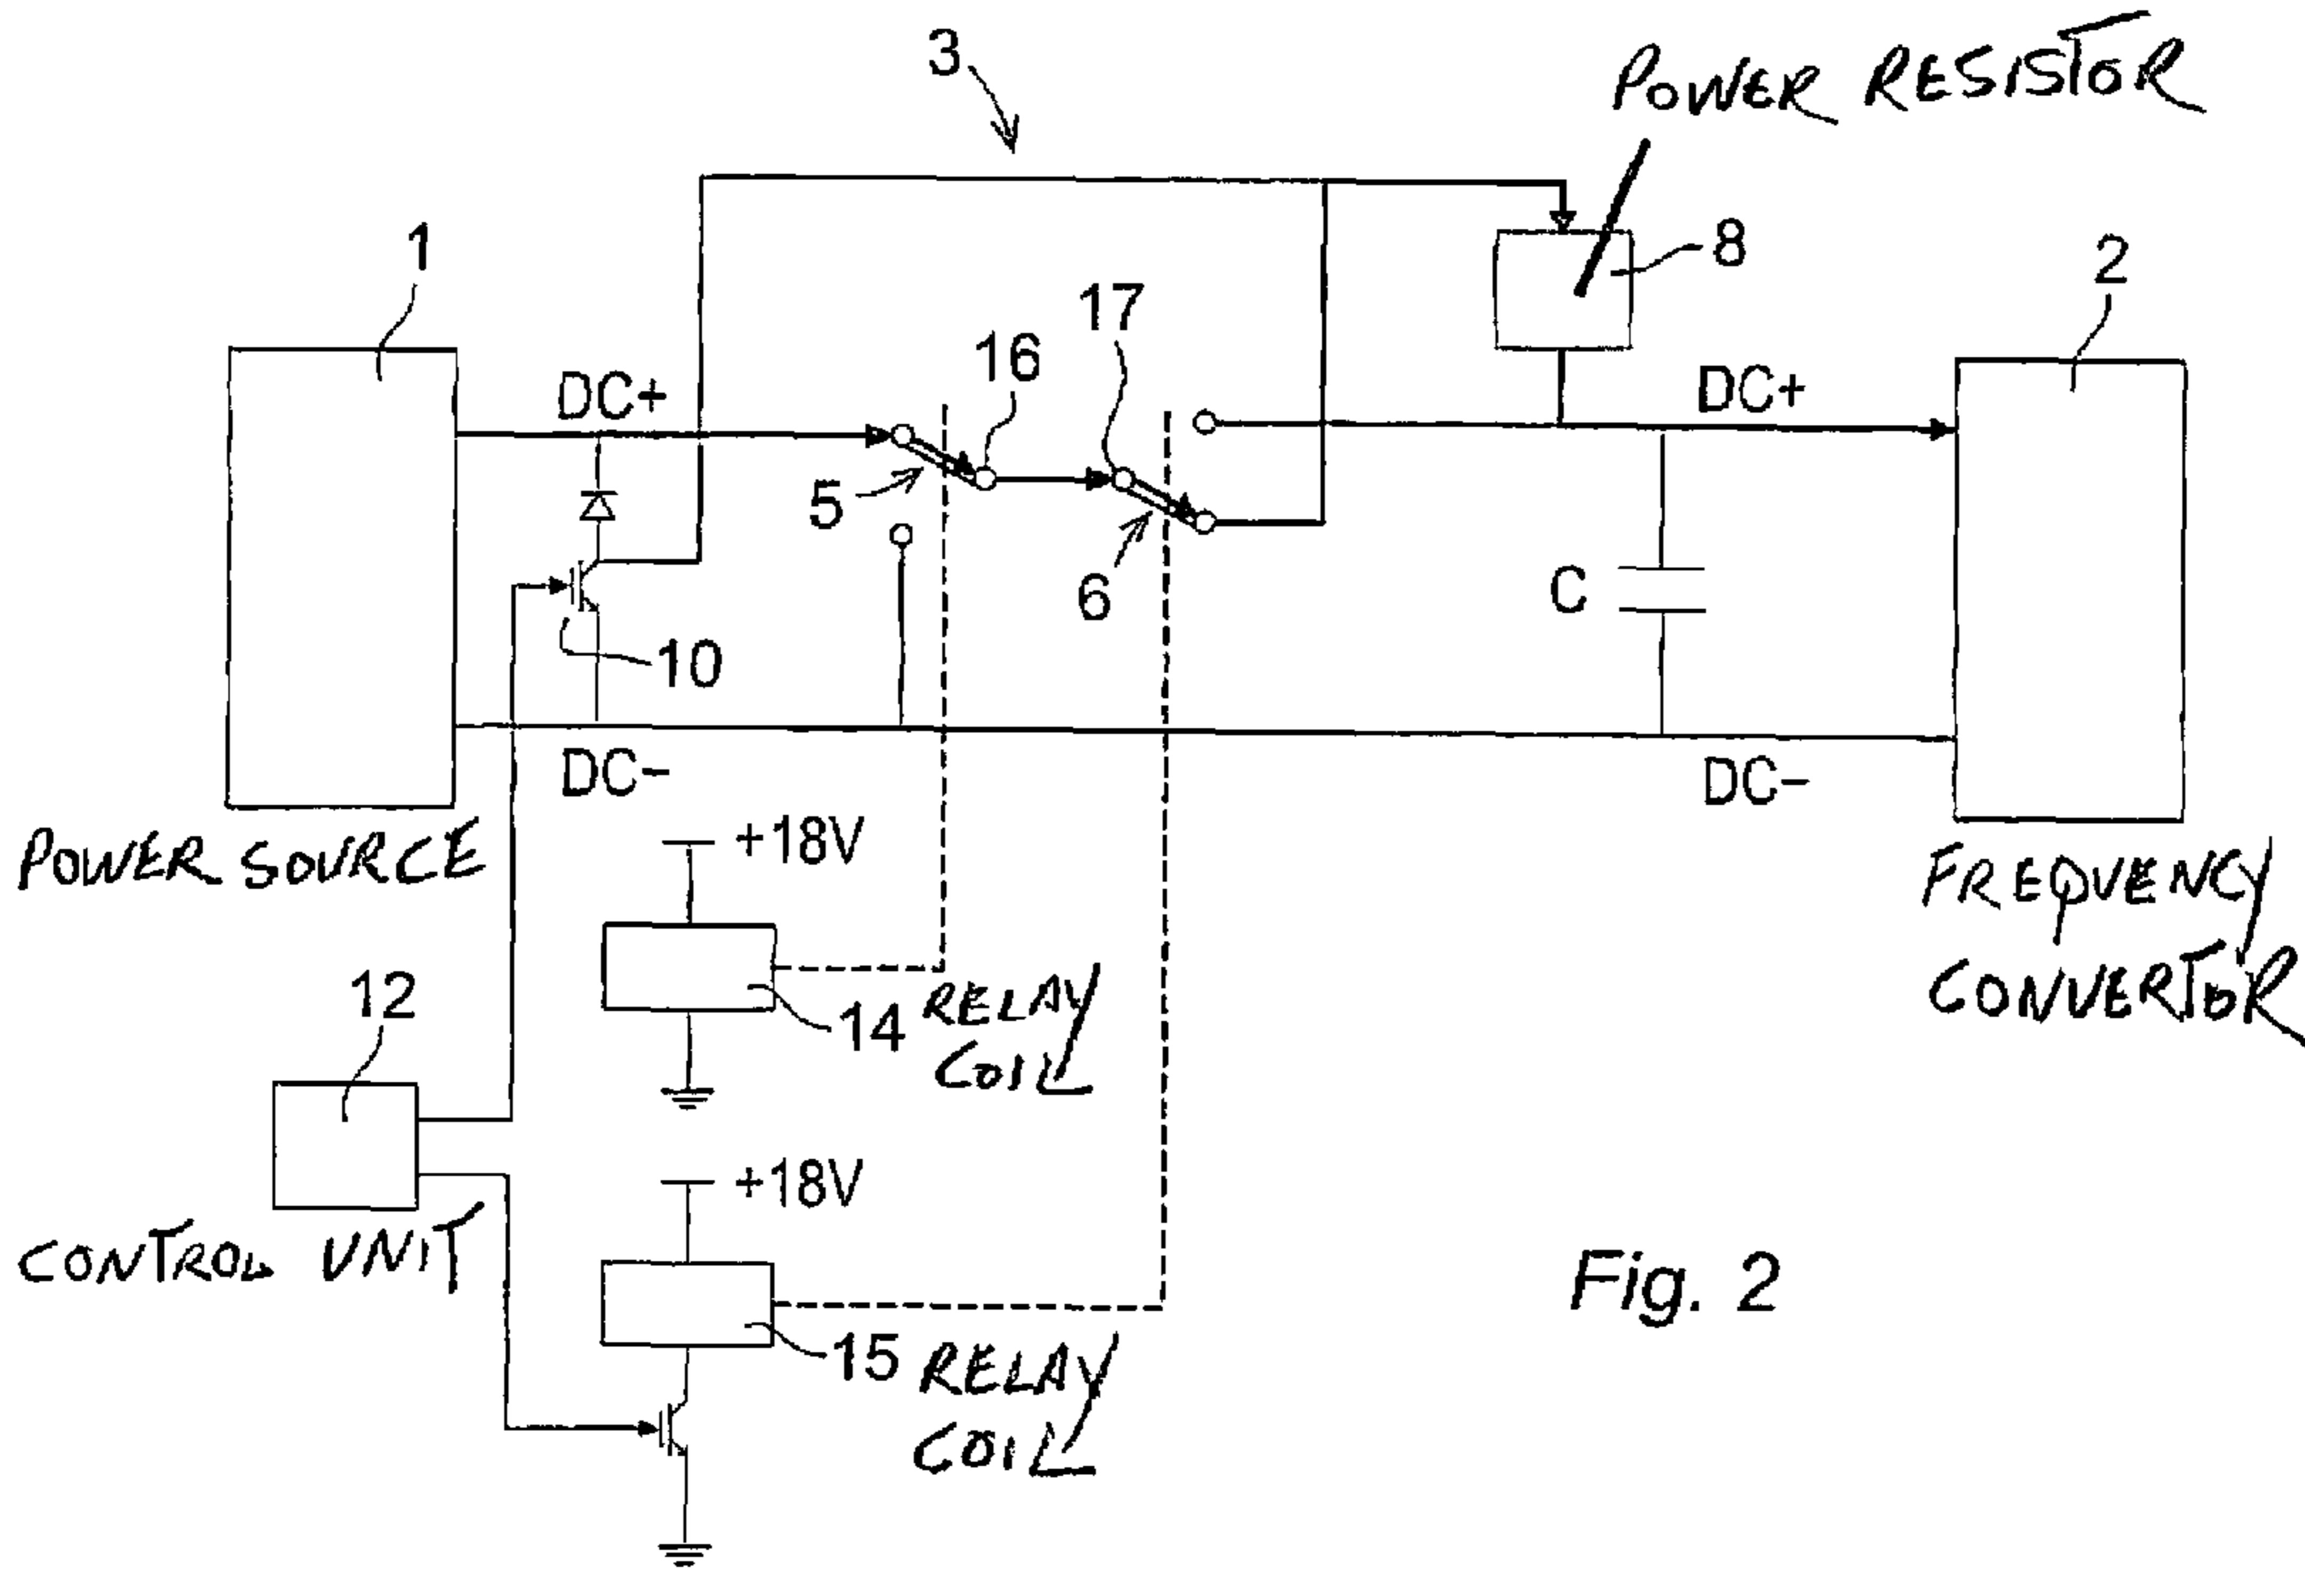 3
POWER RESISTOR
1
8
2
17
16
DC+
DC+
5
6
C
10
DC-
DC-
+18V
POWER SOURCE
FREQUENCY
CONVERTOR
12
14
RELAY
COIL
+18V
CONTROL UNIT
Fig. 2
15
RELAY
COIL